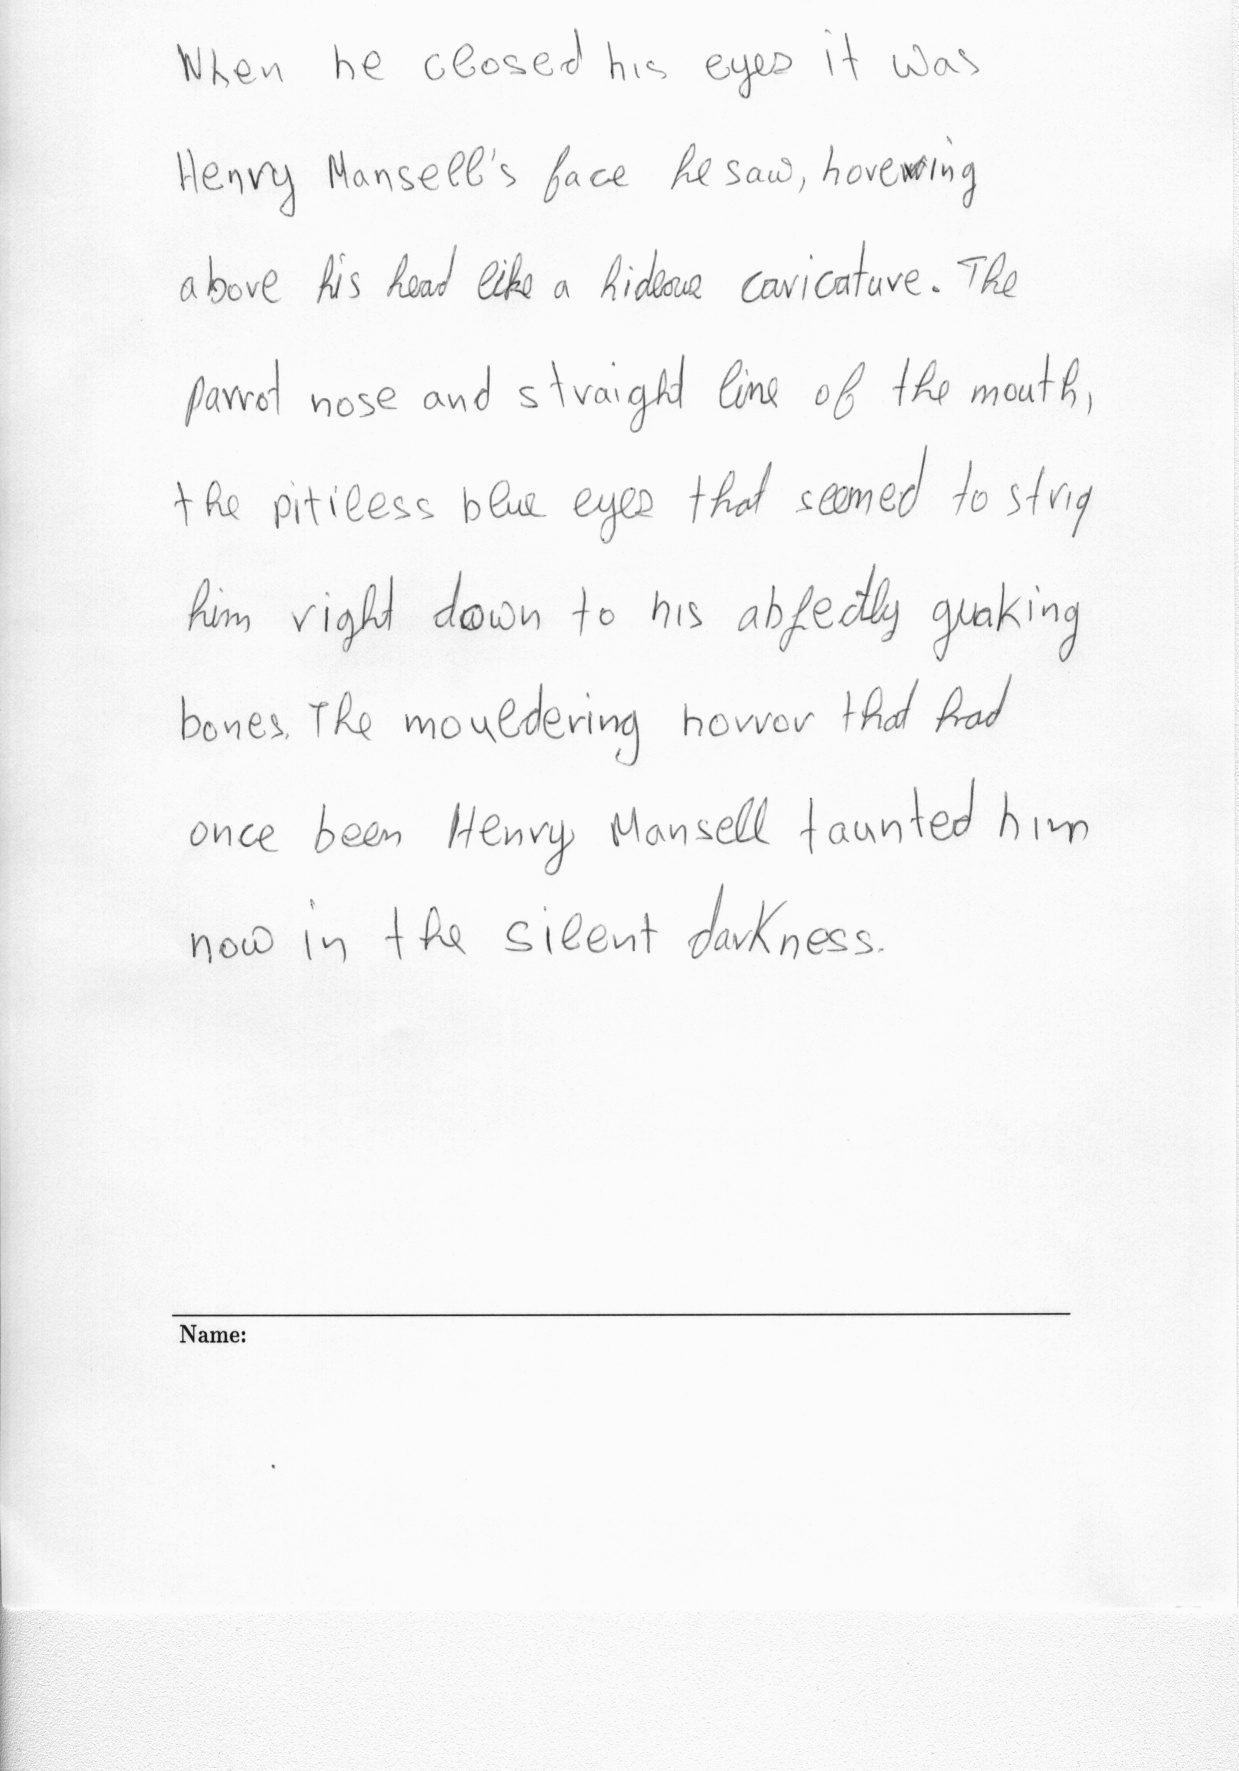 When he closed his eyes it was
Henry Mansell's face he saw, hovering
above his head like a hideous caricature. The
parrot nose and straight line of the mouth,
the pitiless blue eyes that seemed to strip
him right down to his abjectly quaking
bones. The mouldering horror that had
once been Henry Mansell taunted him
now in the silent darkness.
Name: